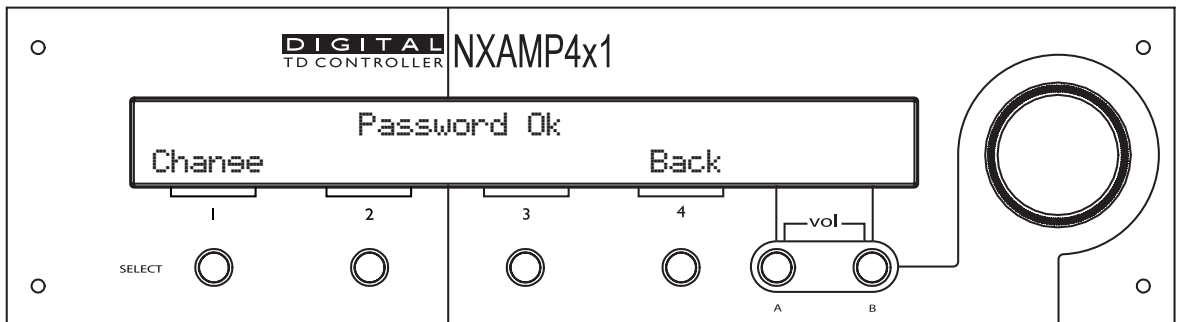 DIGITAL
TD CONTROLLER
NXAMP4x1
Password Ok
Change
Back
1
2
3
4
vol
SELECT
A
B